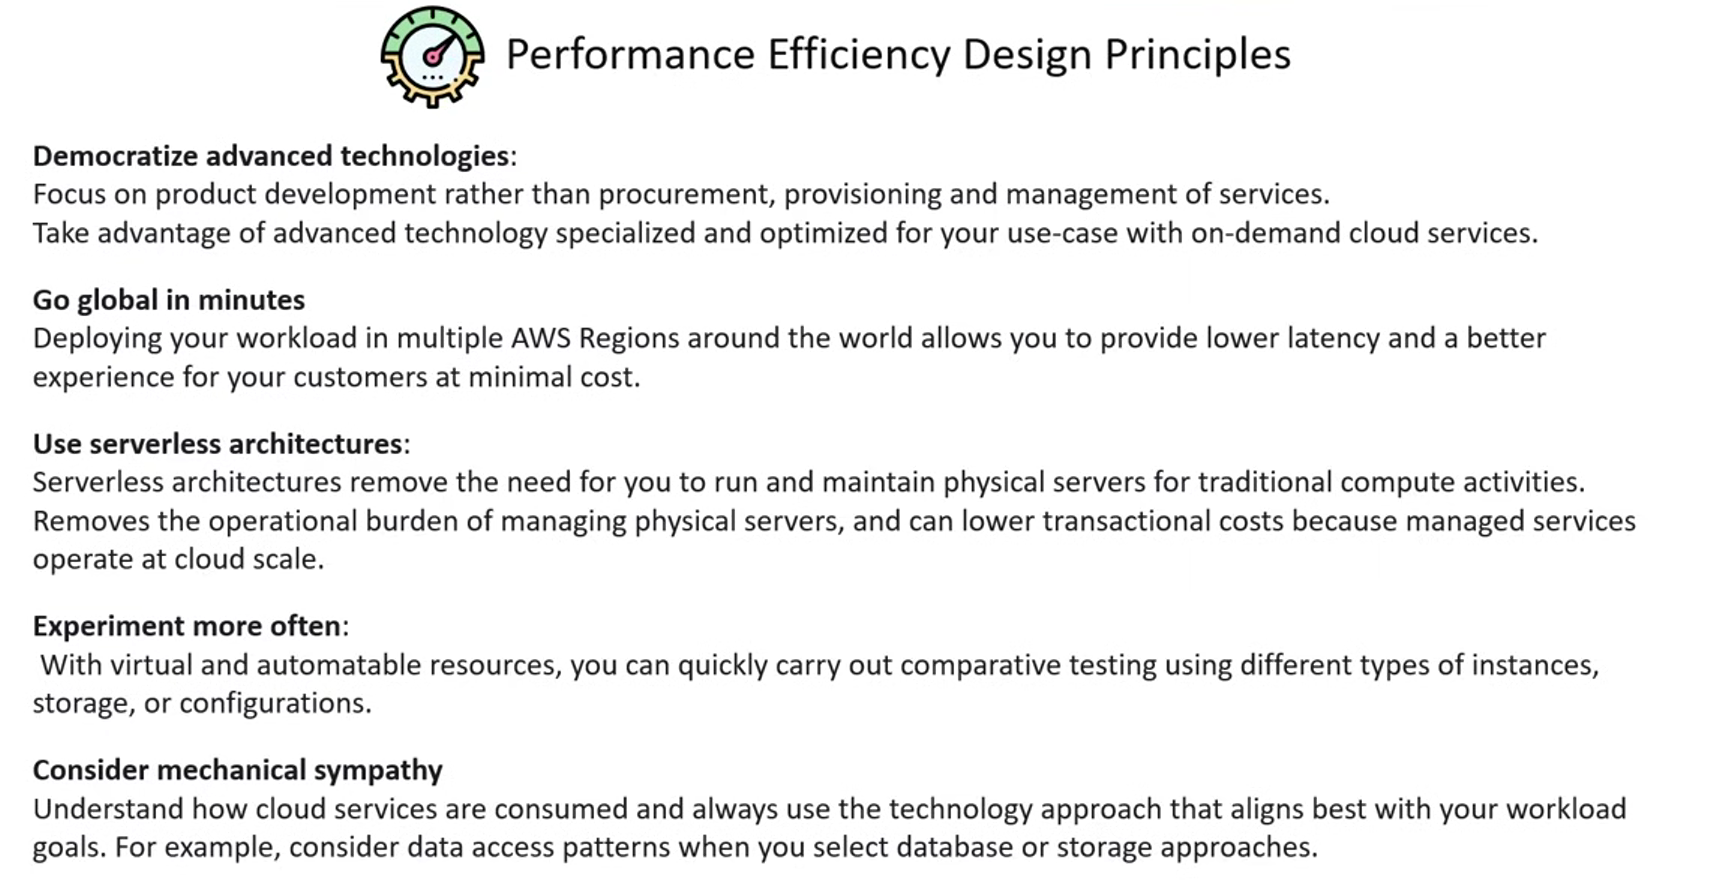 Performance Efficiency Design Principles
Democratize advanced technologies:
Focus on product development rather than procurement, provisioning and management of services.
Take advantage of advanced technology specialized and optimized for your use-case with on-demand cloud services.
Go global in minutes
Deploying your workload in multiple AWS Regions around the world allows you to provide lower latency and a better
experience for your customers at minimal cost.
Use serverless architectures:
Serverless architectures remove the need for you to run and maintain physical servers for traditional compute activities.
Removes the operational burden of managing physical servers, and can lower transactional costs because managed services
operate at cloud scale.
Experiment more often:
With virtual and automatable resources, you can quickly carry out comparative testing using different types of instances,
storage, or configurations.
Consider mechanical sympathy
Understand how cloud services are consumed and always use the technology approach that aligns best with your workload
goals. For example, consider data access patterns when you select database or storage approaches.